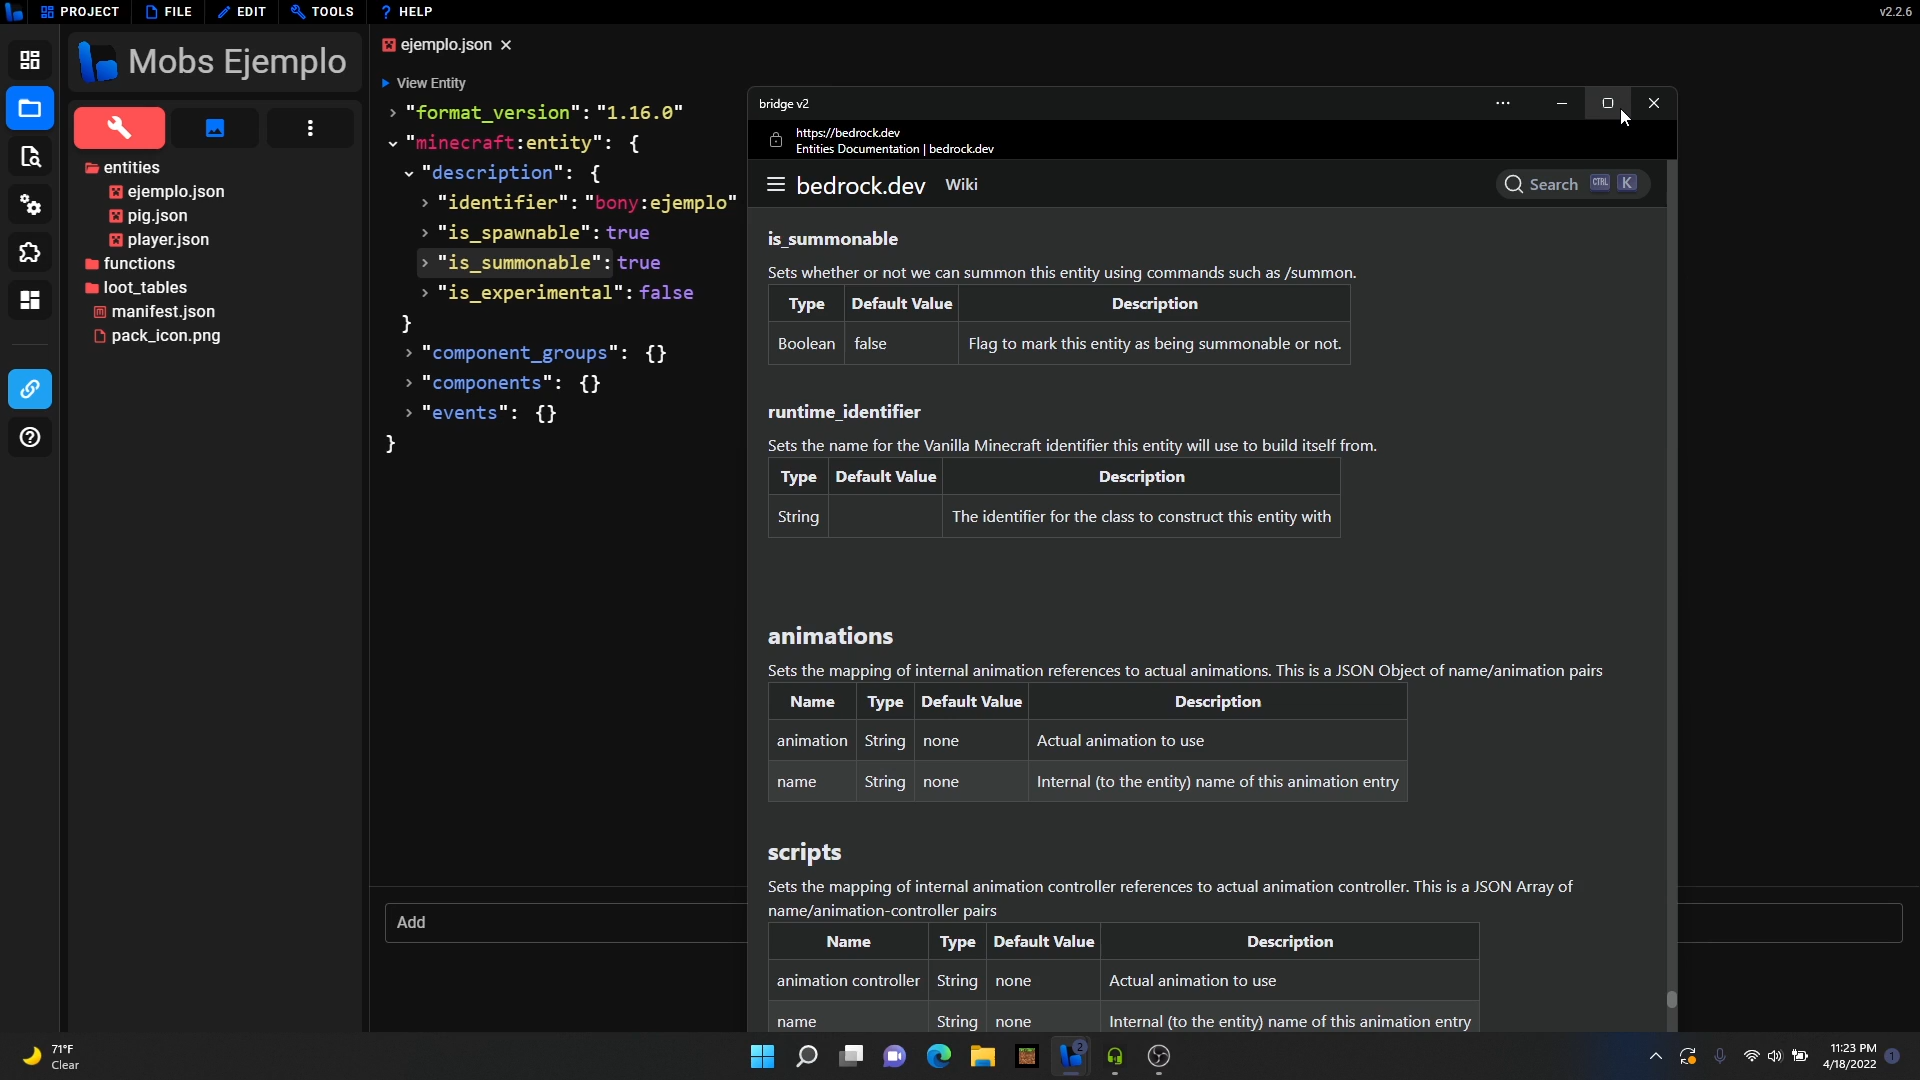 PROJECT FILE EDIT TOOLS HELP
v2.2.6
Mobs Ejemplo
entities
ejemplo.json
pig.json
player.json
functions
loot_tables
manifest.json
pack_icon.png
ejemplo.json
View Entity
"format_version": "1.16.0"
"minecraft:entity": {
"description": {
"identifier": "bony:ejemplo"
"is_spawnable": true
"is_summonable": true
"is_experimental": false
}
"component_groups": {}
"components": {}
"events": {}
}
Add
bridge v2
https://bedrock.dev
Entities Documentation | bedrock.dev
bedrock.dev Wiki
Search CTRL K
is_summonable
Sets whether or not we can summon this entity using commands such as /summon.
Type Default Value Description
Boolean false Flag to mark this entity as being summonable or not.
runtime_identifier
Sets the name for the Vanilla Minecraft identifier this entity will use to build itself from.
Type Default Value Description
String The identifier for the class to construct this entity with
animations
Sets the mapping of internal animation references to actual animations. This is a JSON Object of name/animation pairs
Name Type Default Value Description
animation String none Actual animation to use
name String none Internal (to the entity) name of this animation entry
scripts
Sets the mapping of internal animation controller references to actual animation controller. This is a JSON Array of
name/animation-controller pairs
Name Type Default Value Description
animation controller String none Actual animation to use
name String none Internal (to the entity) name of this animation entry
71°F
Clear
2
11:23 PM
4/18/2022
1